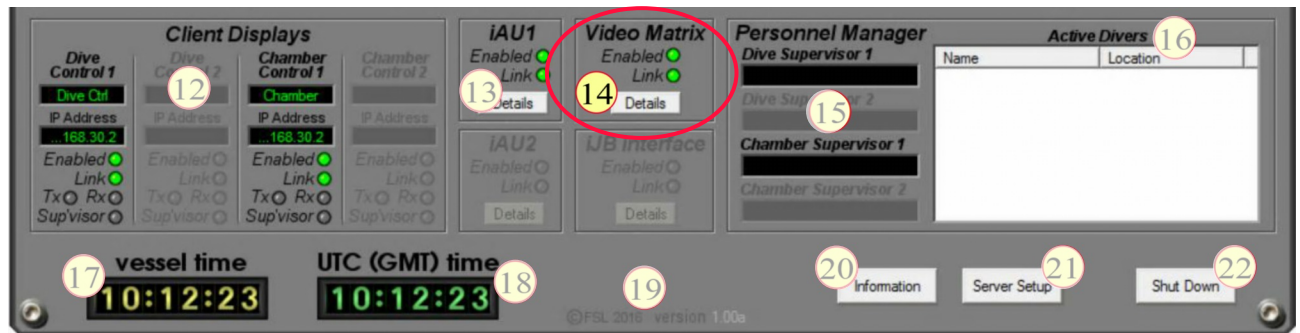 Client Displays
Dive Control 1
Dive Control 2
Chamber Control 1
Chamber Control 2
Dive Ctrl
Chamber
IP Address
IP Address
IP Address
IP Address
...168.30.2
...168.30.2
Enabled
Enabled
Enabled
Enabled
Link
Link
Link
Link
Tx Rx
Tx Rx
Tx Rx
Tx Rx
Sup'visor
Sup'visor
Sup'visor
Sup'visor
12
iAU1
Enabled
Link
Details
13
iAU2
Enabled
Link
Details
Video Matrix
Enabled
Link
Details
14
iJB Interface
Enabled
Link
Details
Personnel Manager
Dive Supervisor 1
Dive Supervisor 2
15
Chamber Supervisor 1
Chamber Supervisor 2
Active Divers
16
Name Location
vessel time
17
10:12:23
UTC (GMT) time
18
10:12:23
19
©FSL 2016 version 1.00a
20
Information
21
Server Setup
22
Shut Down